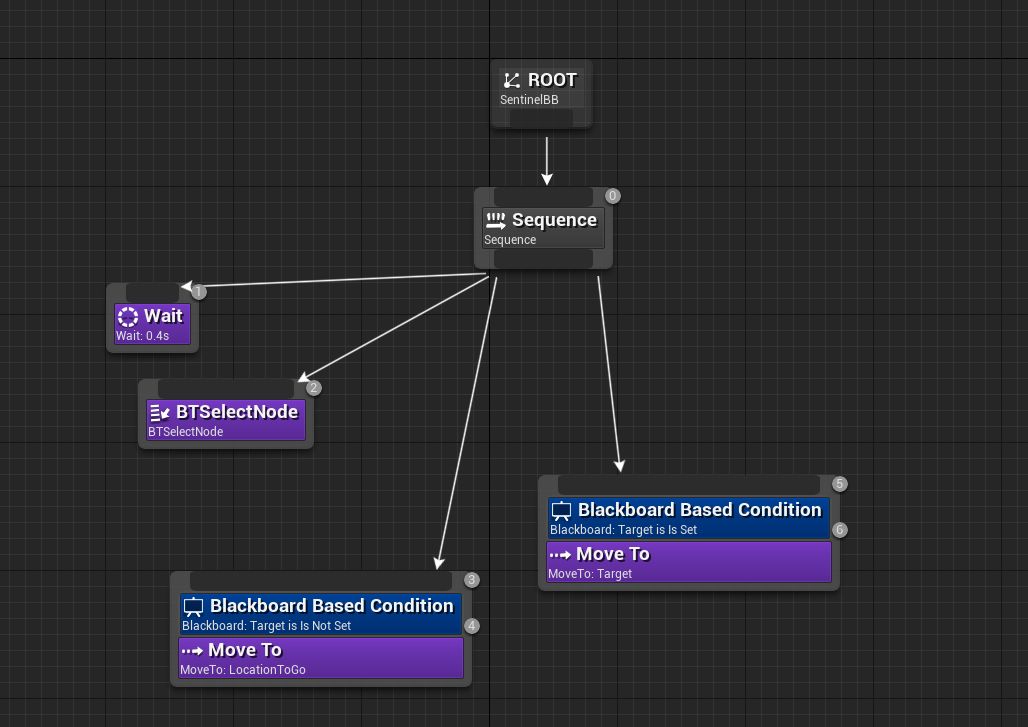 ROOT
SentinelBB
0
Sequence
Sequence
1
Wait
Wait: 0.4s
2
BTSelectNode
BTSelectNode
5
Blackboard Based Condition
Blackboard: Target is Is Set
6
Move To
MoveTo: Target
3
Blackboard Based Condition
Blackboard: Target is Is Not Set
4
Move To
MoveTo: LocationToGo